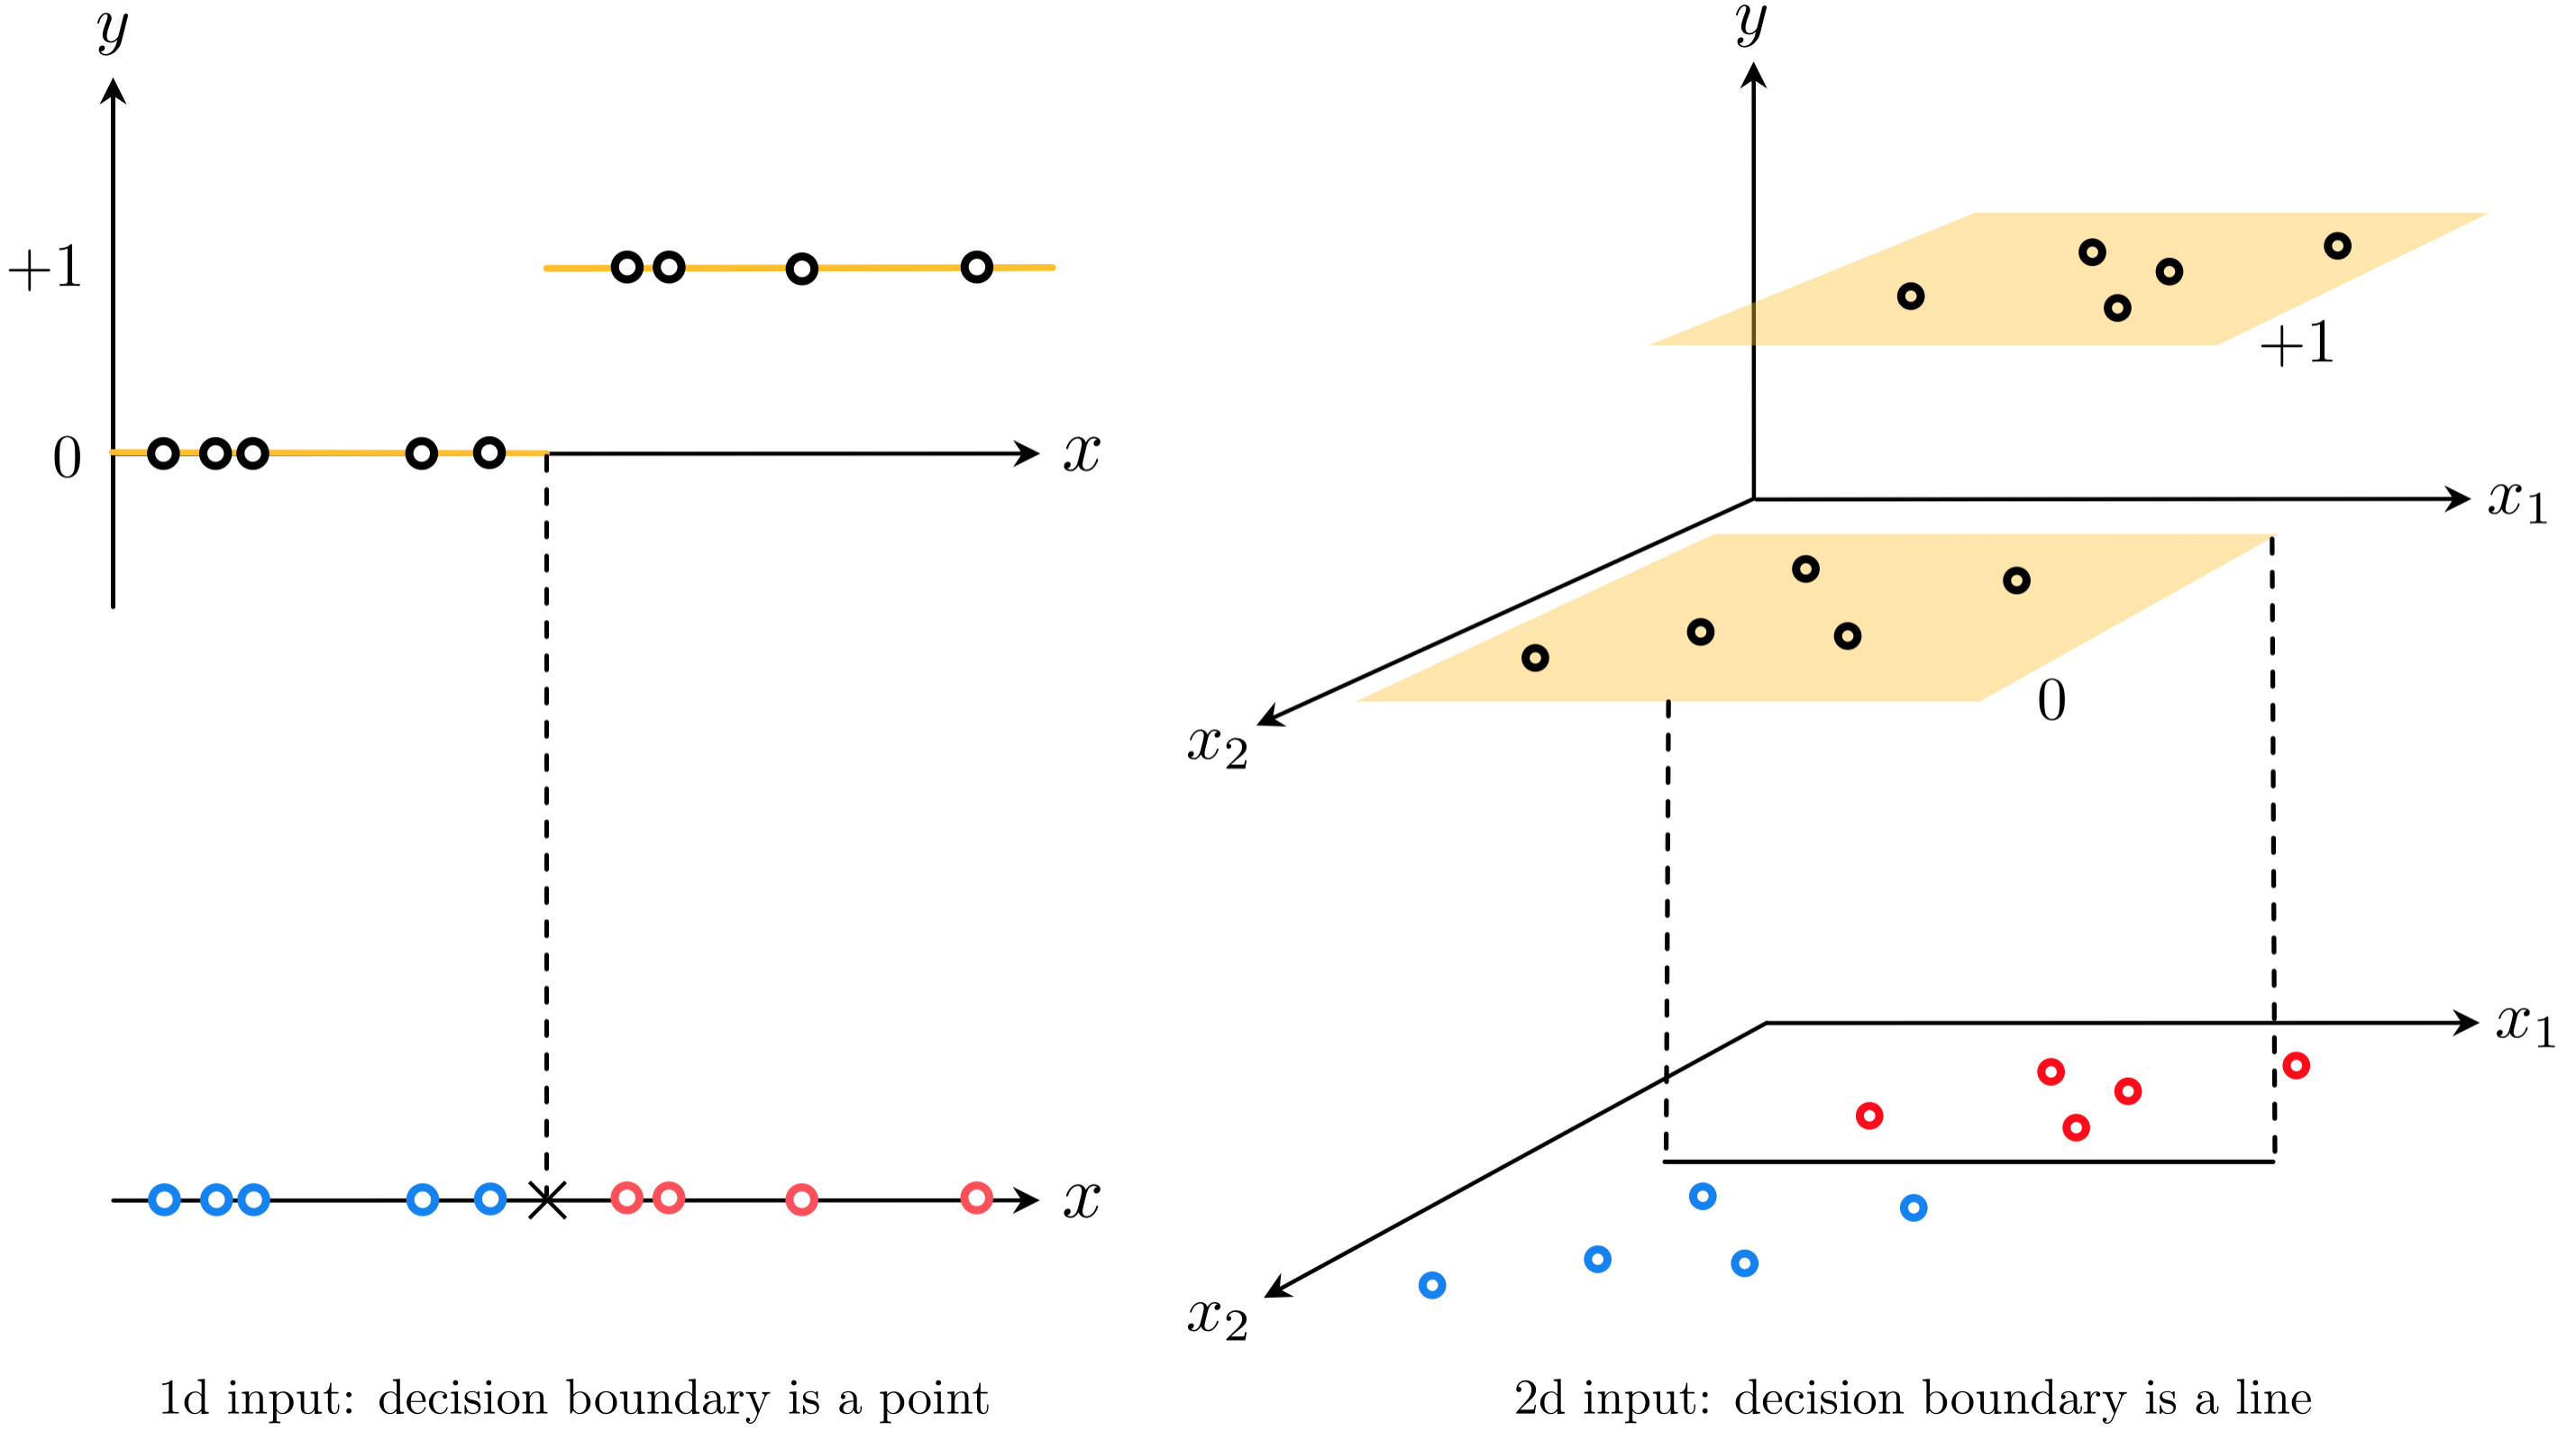 y
+1
0
x
x
1d input: decision boundary is a point
y
+1
x₁
0
x₂
x₁
x₂
2d input: decision boundary is a line